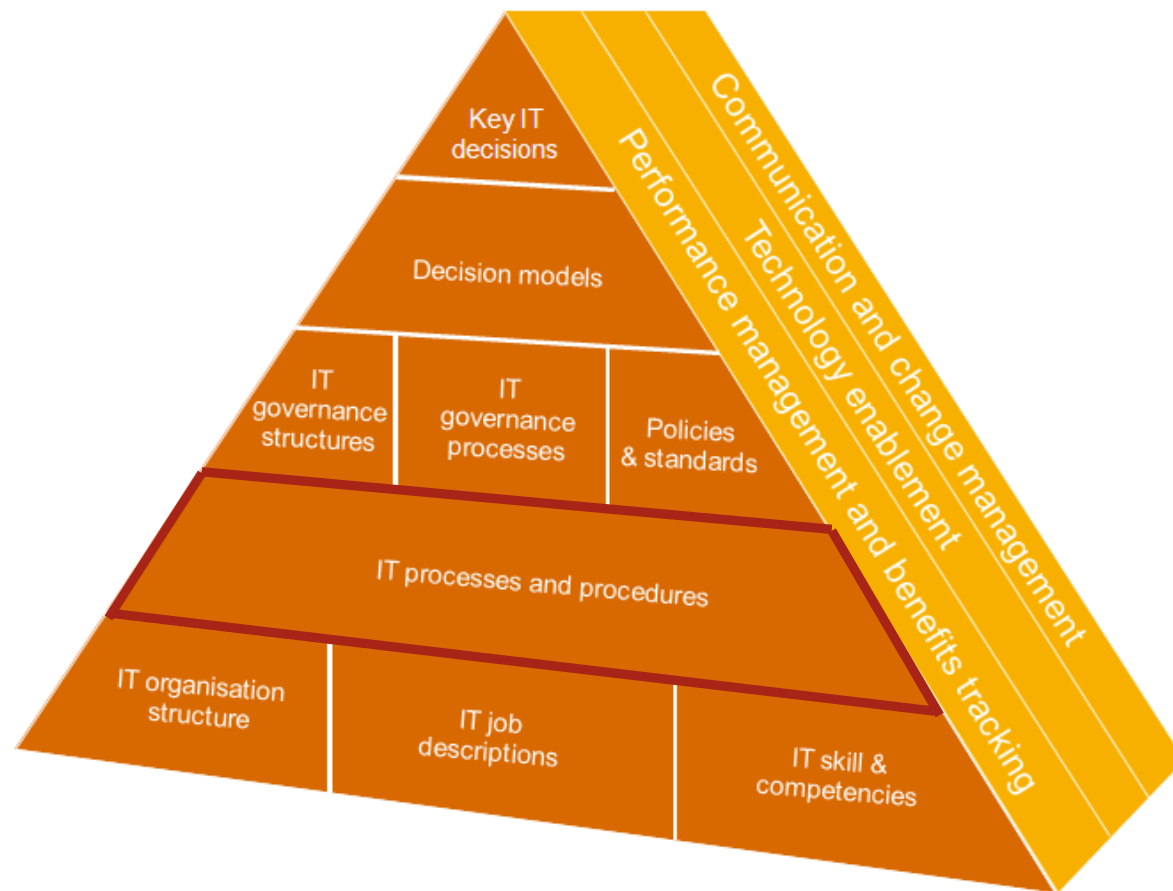 Key IT
decisions
Decision models
IT
governance
structures
IT
governance
processes
Policies
& standards
IT processes and procedures
IT organisation
structure
IT job
descriptions
IT skill &
competencies
Performance management and benefits tracking
Technology enablement
Communication and change management